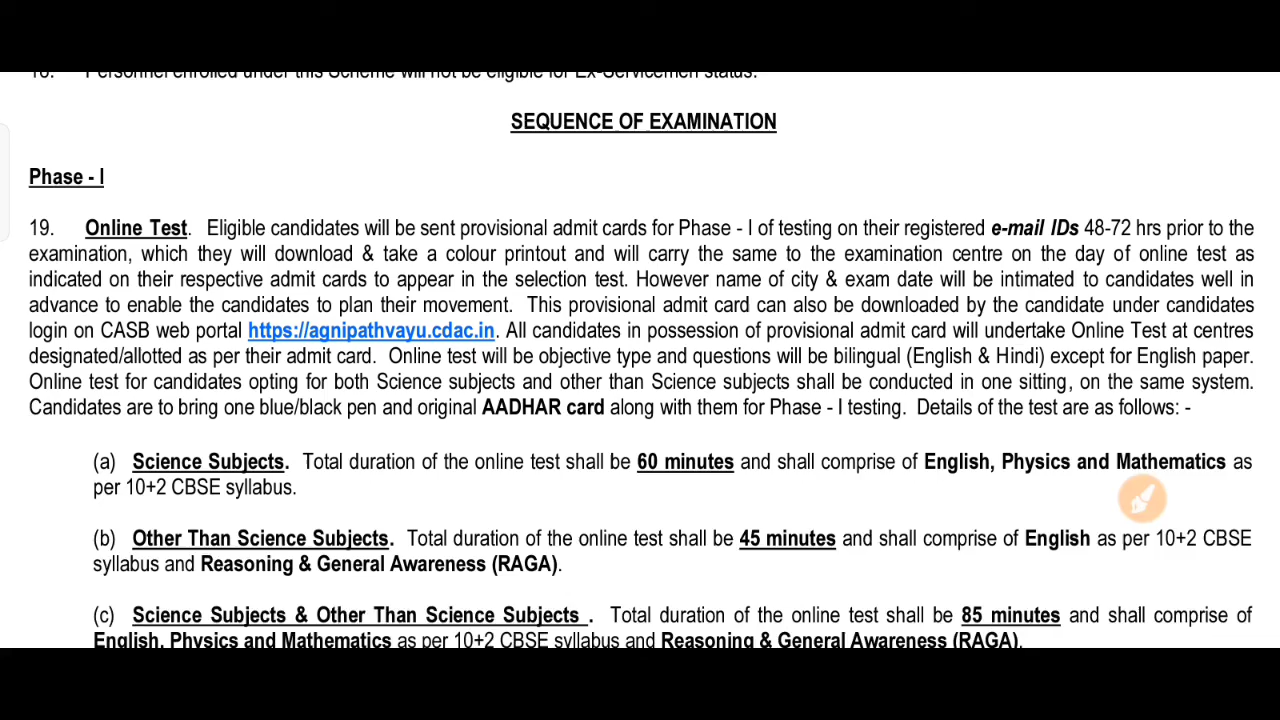 18. Personnel enrolled under this Scheme will not be eligible for Ex-Servicemen status.
SEQUENCE OF EXAMINATION
Phase - I
19. Online Test. Eligible candidates will be sent provisional admit cards for Phase - I of testing on their registered e-mail IDs 48-72 hrs prior to the
examination, which they will download & take a colour printout and will carry the same to the examination centre on the day of online test as
indicated on their respective admit cards to appear in the selection test. However name of city & exam date will be intimated to candidates well in
advance to enable the candidates to plan their movement. This provisional admit card can also be downloaded by the candidate under candidates
login on CASB web portal https://agnipathvayu.cdac.in. All candidates in possession of provisional admit card will undertake Online Test at centres
designated/allotted as per their admit card. Online test will be objective type and questions will be bilingual (English & Hindi) except for English paper.
Online test for candidates opting for both Science subjects and other than Science subjects shall be conducted in one sitting, on the same system.
Candidates are to bring one blue/black pen and original AADHAR card along with them for Phase - I testing. Details of the test are as follows: -
(a) Science Subjects. Total duration of the online test shall be 60 minutes and shall comprise of English, Physics and Mathematics as
per 10+2 CBSE syllabus.
(b) Other Than Science Subjects. Total duration of the online test shall be 45 minutes and shall comprise of English as per 10+2 CBSE
syllabus and Reasoning & General Awareness (RAGA).
(c) Science Subjects & Other Than Science Subjects . Total duration of the online test shall be 85 minutes and shall comprise of
English, Physics and Mathematics as per 10+2 CBSE syllabus and Reasoning & General Awareness (RAGA).